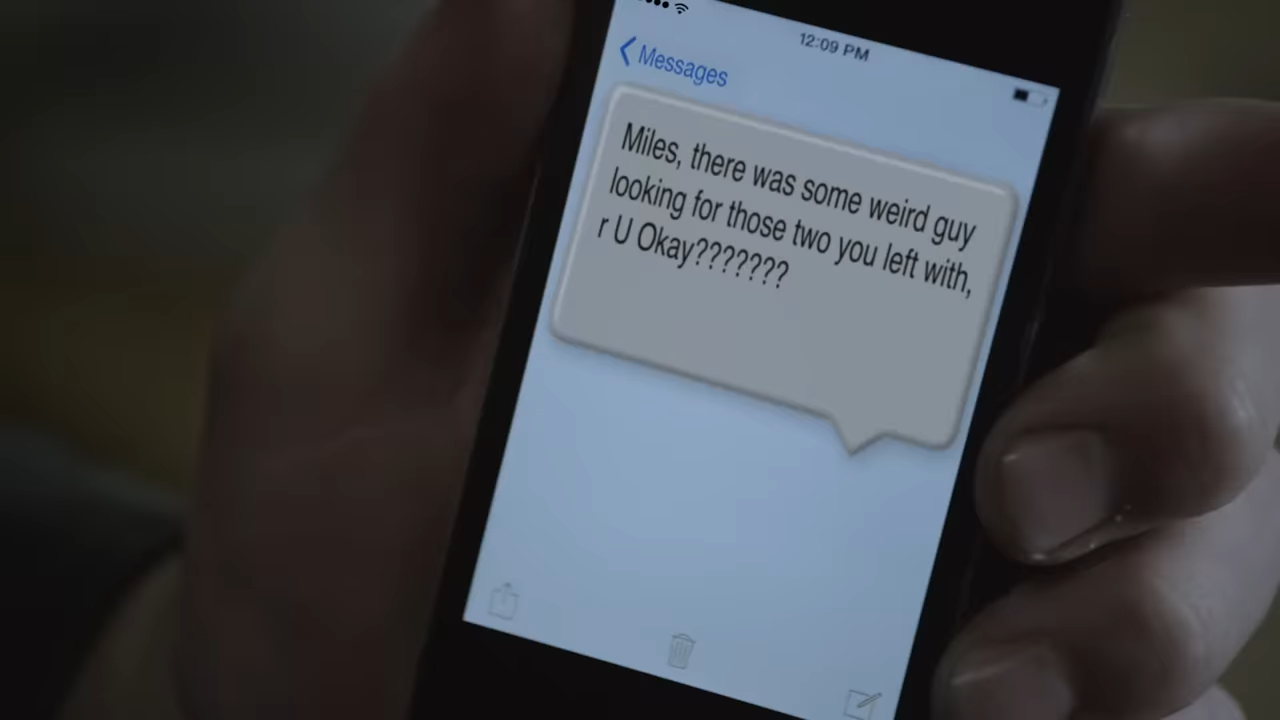 12:09 PM
Messages
Miles, there was some weird guy
looking for those two you left with,
r U Okay???????